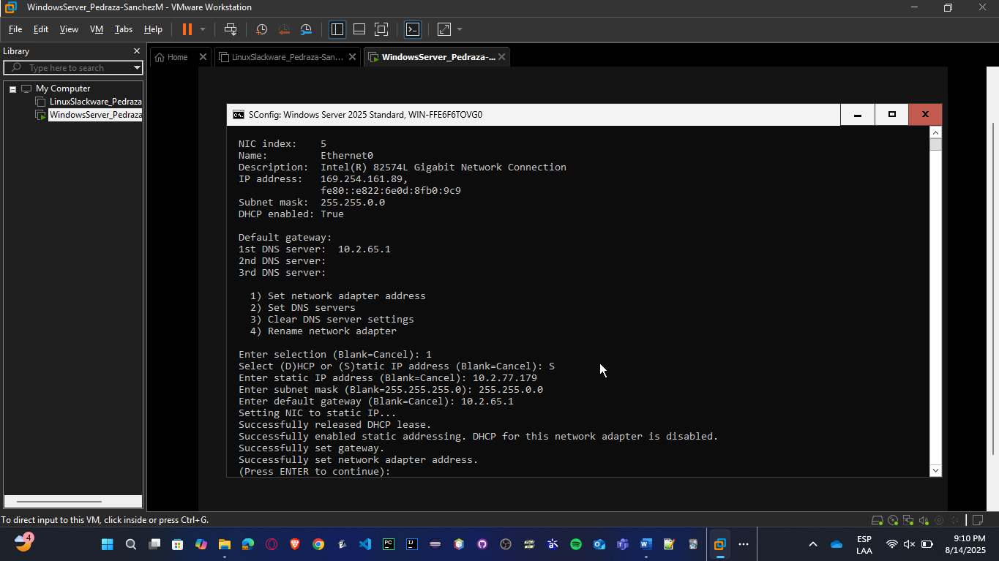 WindowsServer_Pedraza-SanchezM - VMware Workstation
File Edit View VM Tabs Help
Library
Type here to search
My Computer
LinuxSlackware_Pedraza
WindowsServer_Pedraza
Home
LinuxSlackware_Pedraza-San...
WindowsServer_Pedraza-...
SConfig: Windows Server 2025 Standard, WIN-FFE6F6TOVG0
NIC index: 5
Name: Ethernet0
Description: Intel(R) 82574L Gigabit Network Connection
IP address: 169.254.161.89,
fe80::e822:6e0d:8fb0:9c9
Subnet mask: 255.255.0.0
DHCP enabled: True
Default gateway:
1st DNS server: 10.2.65.1
2nd DNS server:
3rd DNS server:
1) Set network adapter address
2) Set DNS servers
3) Clear DNS server settings
4) Rename network adapter
Enter selection (Blank=Cancel): 1
Select (D)HCP or (S)tatic IP address (Blank=Cancel): S
Enter static IP address (Blank=Cancel): 10.2.77.179
Enter subnet mask (Blank=255.255.255.0): 255.255.0.0
Enter default gateway (Blank=Cancel): 10.2.65.1
Setting NIC to static IP...
Successfully released DHCP lease.
Successfully enabled static addressing. DHCP for this network adapter is disabled.
Successfully set gateway.
Successfully set network adapter address.
(Press ENTER to continue):
To direct input to this VM, click inside or press Ctrl+G.
4
ESP
LAA
9:10 PM
8/14/2025